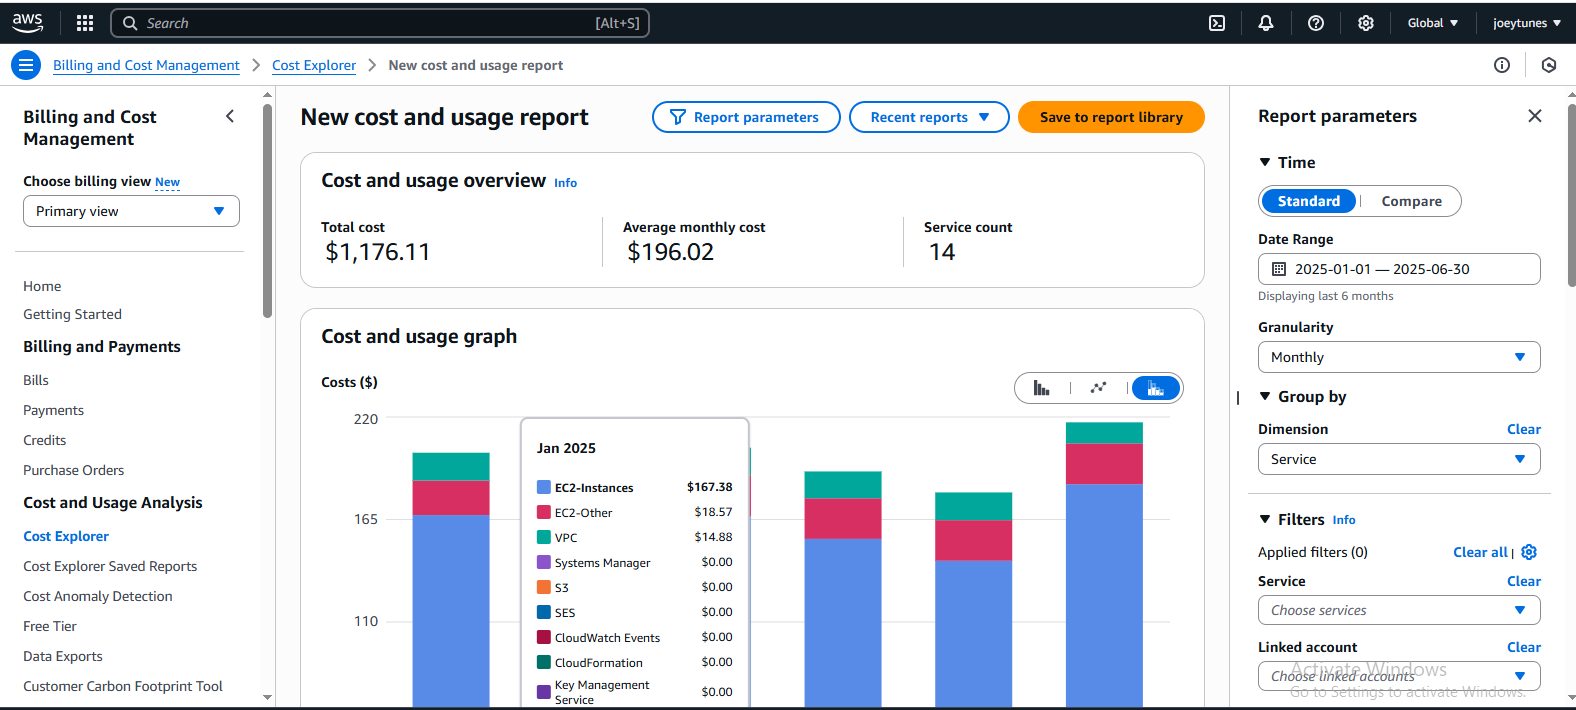 aws
Search
[Alt+S]
Global
joeytunes
Billing and Cost Management
Cost Explorer
New cost and usage report
Billing and Cost
Management
Choose billing view New
Primary view
Home
Getting Started
Billing and Payments
Bills
Payments
Credits
Purchase Orders
Cost and Usage Analysis
Cost Explorer
Cost Explorer Saved Reports
Cost Anomaly Detection
Free Tier
Data Exports
Customer Carbon Footprint Tool
New cost and usage report
Report parameters
Recent reports
Save to report library
Cost and usage overview Info
Total cost
$1,176.11
Average monthly cost
$196.02
Service count
14
Cost and usage graph
Costs ($)
220
165
110
Jan 2025
EC2-Instances $167.38
EC2-Other $18.57
VPC $14.88
Systems Manager $0.00
S3 $0.00
SES $0.00
CloudWatch Events $0.00
CloudFormation $0.00
Key Management
Service $0.00
Report parameters
Time
Standard
Compare
Date Range
2025-01-01 — 2025-06-30
Displaying last 6 months
Granularity
Monthly
Group by
Dimension Clear
Service
Filters Info
Applied filters (0) Clear all
Service Clear
Choose services
Linked account Clear
Choose linked accounts
Activate Windows
Go to Settings to activate Windows.